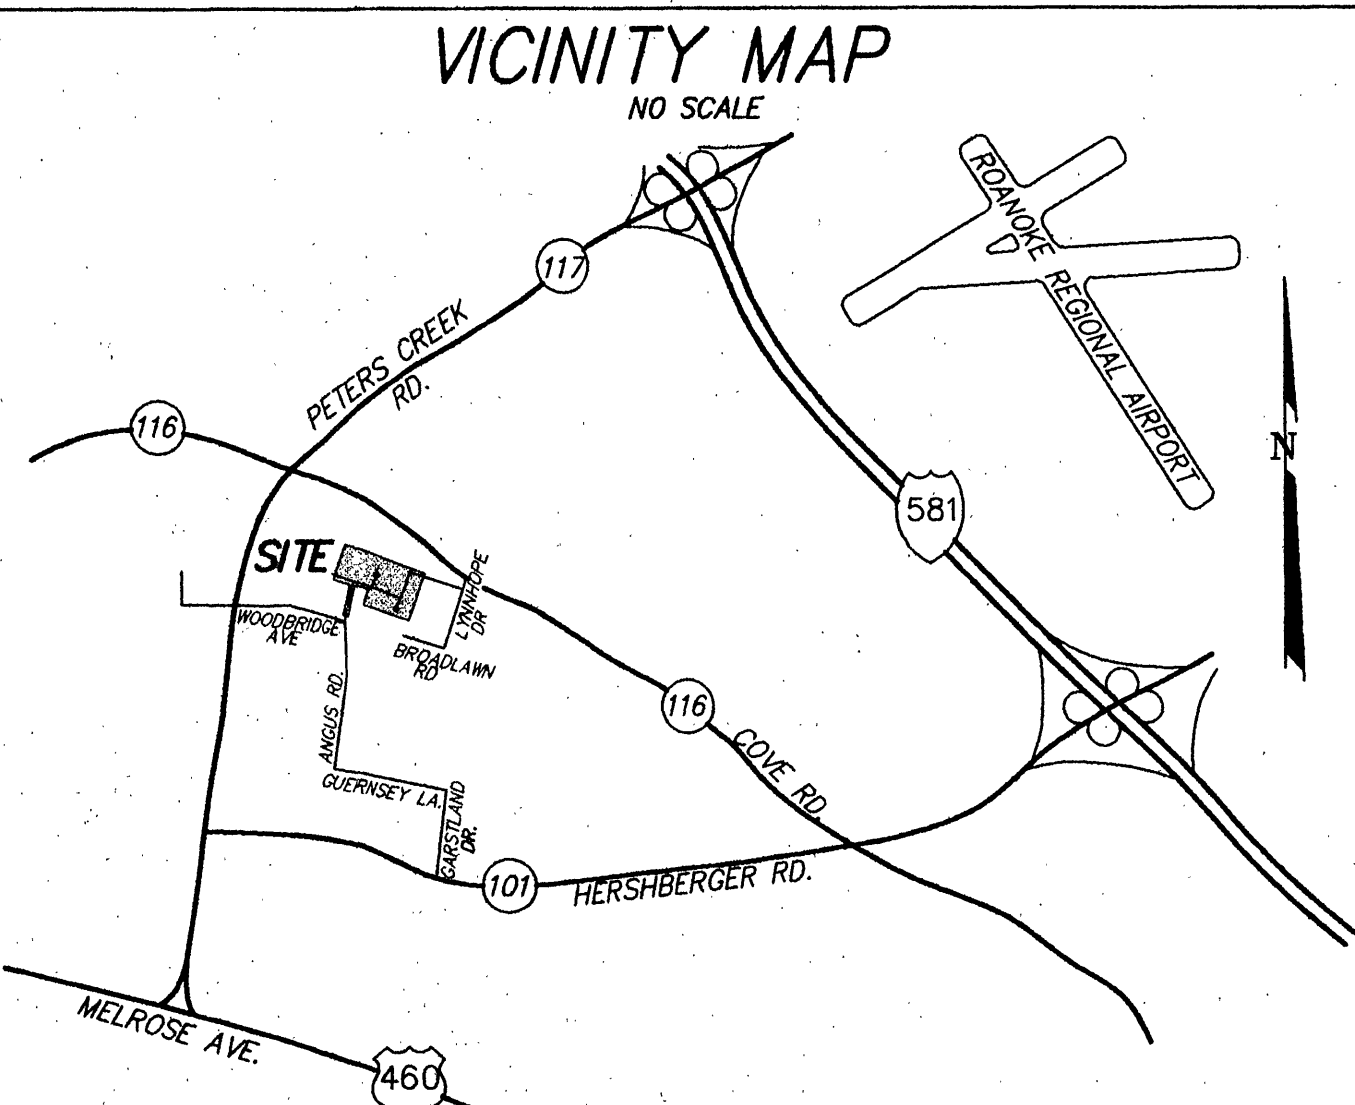 VICINITY MAP
NO SCALE
ROANOKE REGIONAL AIRPORT
117
PETERS CREEK
RD.
116
N
581
SITE
LYNNHOPE
DR
WOODBRIDGE
AVE
BROADLAWN
RD
ANGUS RD.
116
COVE RD.
GUERNSEY LA.
GARSTLAND
DR.
101
HERSHBERGER RD.
MELROSE AVE.
460